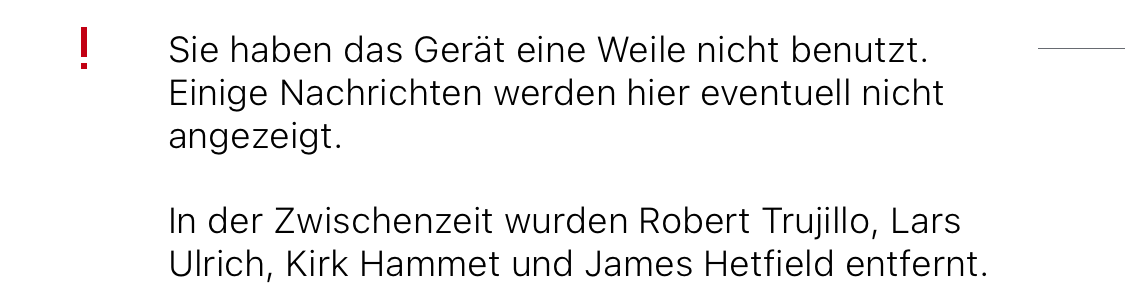 !
Sie haben das Gerät eine Weile nicht benutzt.
Einige Nachrichten werden hier eventuell nicht
angezeigt.
In der Zwischenzeit wurden Robert Trujillo, Lars
Ulrich, Kirk Hammet und James Hetfield entfernt.